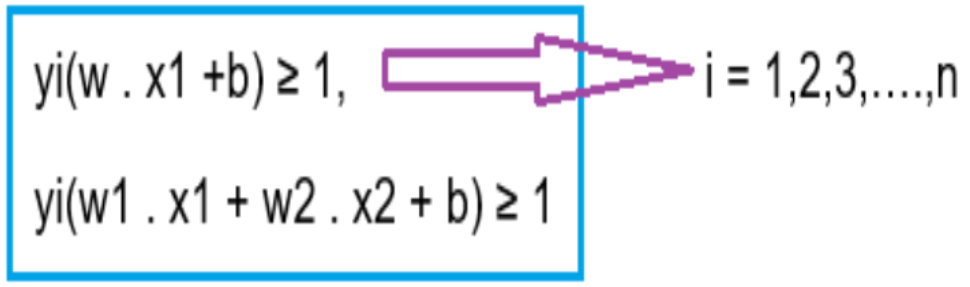 yi(w . x1 +b) ≥ 1, i = 1,2,3,....,n
yi(w1 . x1 + w2 . x2 + b) ≥ 1